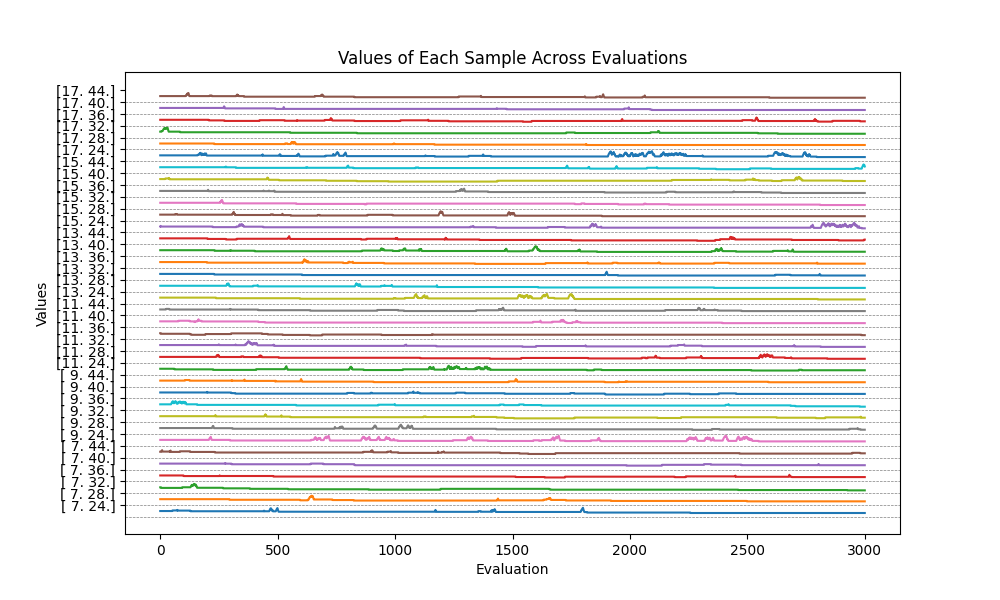 Values of Each Sample Across Evaluations
[17. 44.]
[17. 40.]
[17. 36.]
[17. 32.]
[17. 28.]
[17. 24.]
[15. 44.]
[15. 40.]
[15. 36.]
[15. 32.]
[15. 28.]
[15. 24.]
[13. 44.]
[13. 40.]
[13. 36.]
[13. 32.]
[13. 28.]
[13. 24.]
[11. 44.]
[11. 40.]
[11. 36.]
[11. 32.]
[11. 28.]
[11. 24.]
[ 9. 44.]
[ 9. 40.]
[ 9. 36.]
[ 9. 32.]
[ 9. 28.]
[ 9. 24.]
[ 7. 44.]
[ 7. 40.]
[ 7. 36.]
[ 7. 32.]
[ 7. 28.]
[ 7. 24.]
Values
0 500 1000 1500 2000 2500 3000
Evaluation